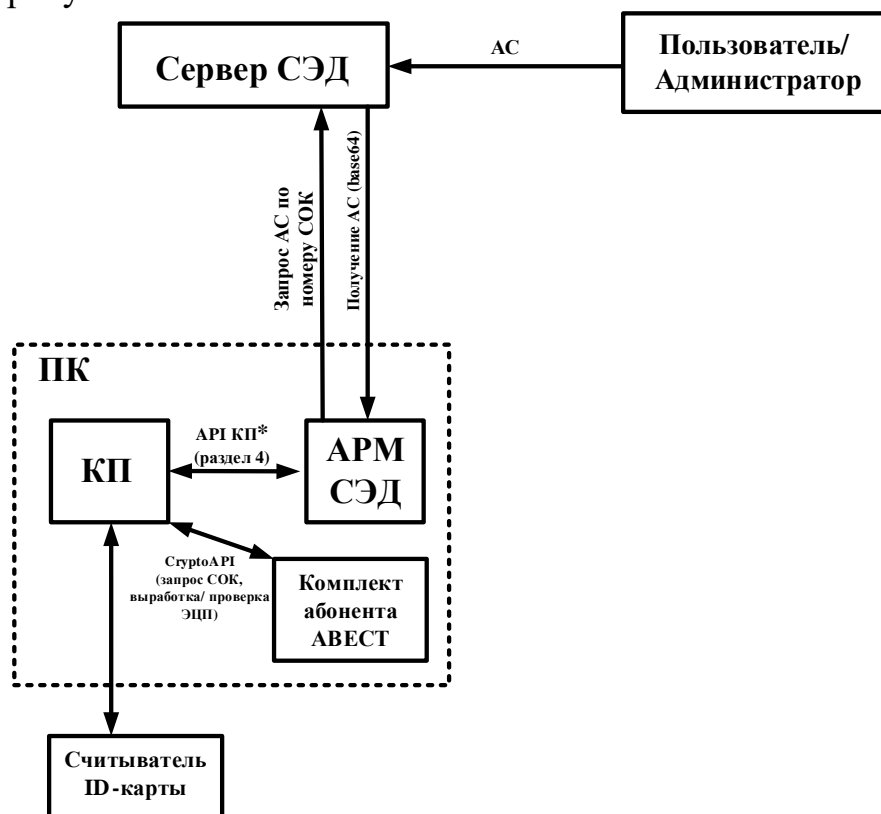 АС
Сервер СЭД
Пользователь/
Администратор
Запрос АС по
номеру СОК
Получение АС (base64)
ПК
КП
API КП*
(раздел 4)
АРМ
СЭД
CryptoAPI
(запрос СОК,
выработка/ проверка
ЭЦП)
Комплект
абонента
АВЕСТ
Считыватель
ID-карты